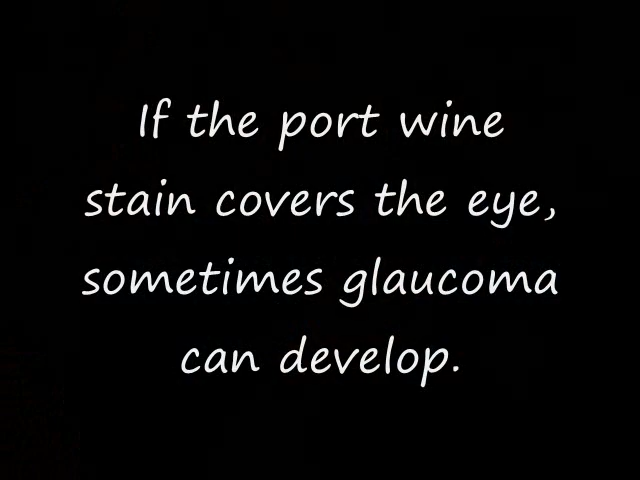 If the port wine
stain covers the eye,
sometimes glaucoma
can develop.